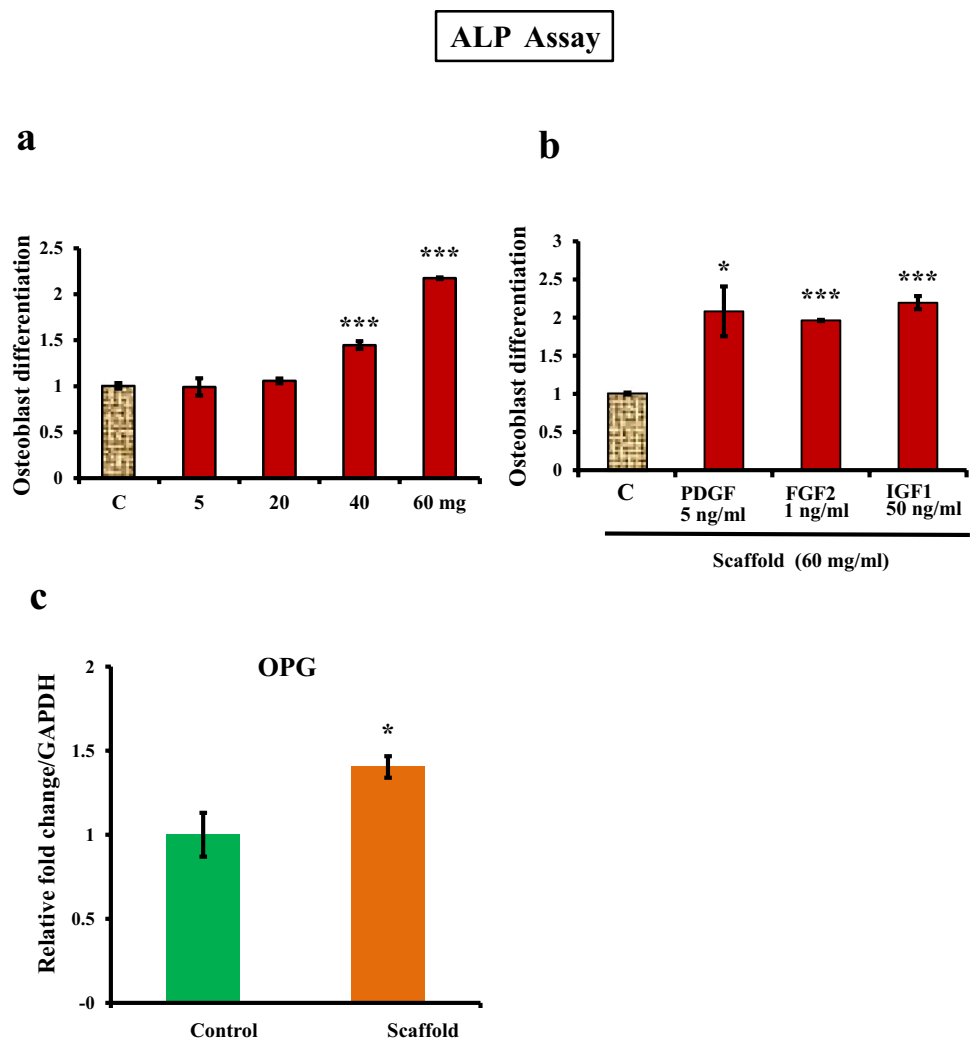 ALP Assay
a
Osteoblast differentiation
2.5
2
1.5
1
0.5
0
***
***
C 5 20 40 60 mg
b
Osteoblast differentiation
3
2.5
2
1.5
1
0.5
0
*
***
***
C PDGF FGF2 IGF1
5 ng/ml 1 ng/ml 50 ng/ml
Scaffold (60 mg/ml)
c
OPG
Relative fold change/GAPDH
2
1.5
1
0.5
-0
*
Control Scaffold